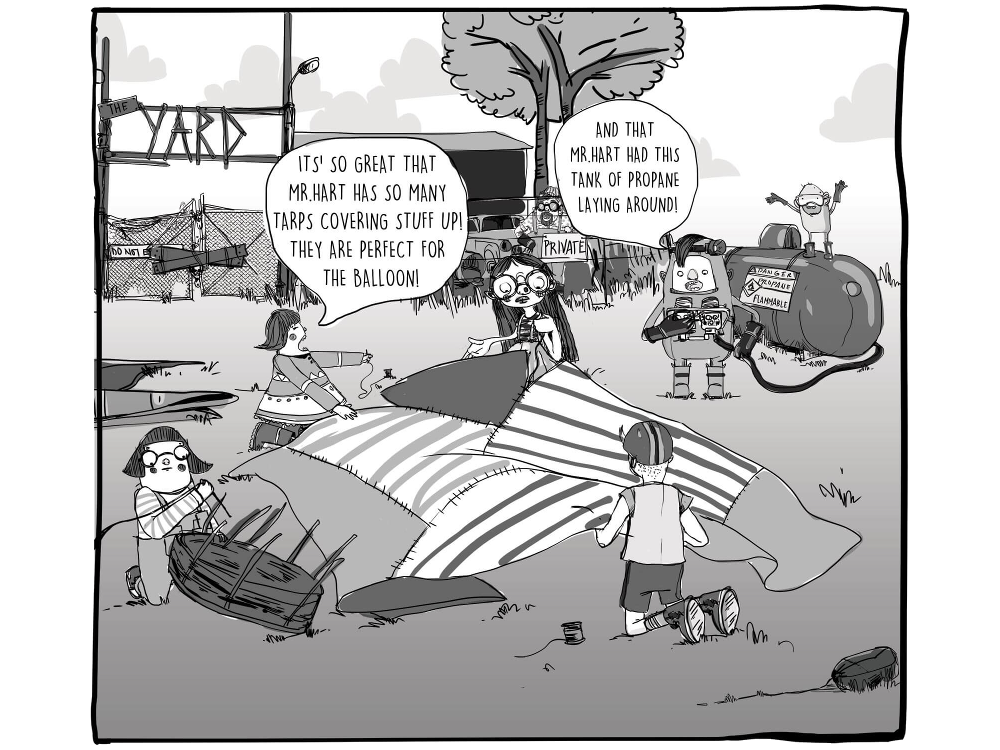 THE
YARD
ITS' SO GREAT THAT
MR.HART HAS SO MANY
TARPS COVERING STUFF UP!
THEY ARE PERFECT FOR
THE BALLOON!
AND THAT
MR.HART HAD THIS
TANK OF PROPANE
LAYING AROUND!
DO NOT E
PRIVATE
DANGER
PROPANE
FLAMMABLE